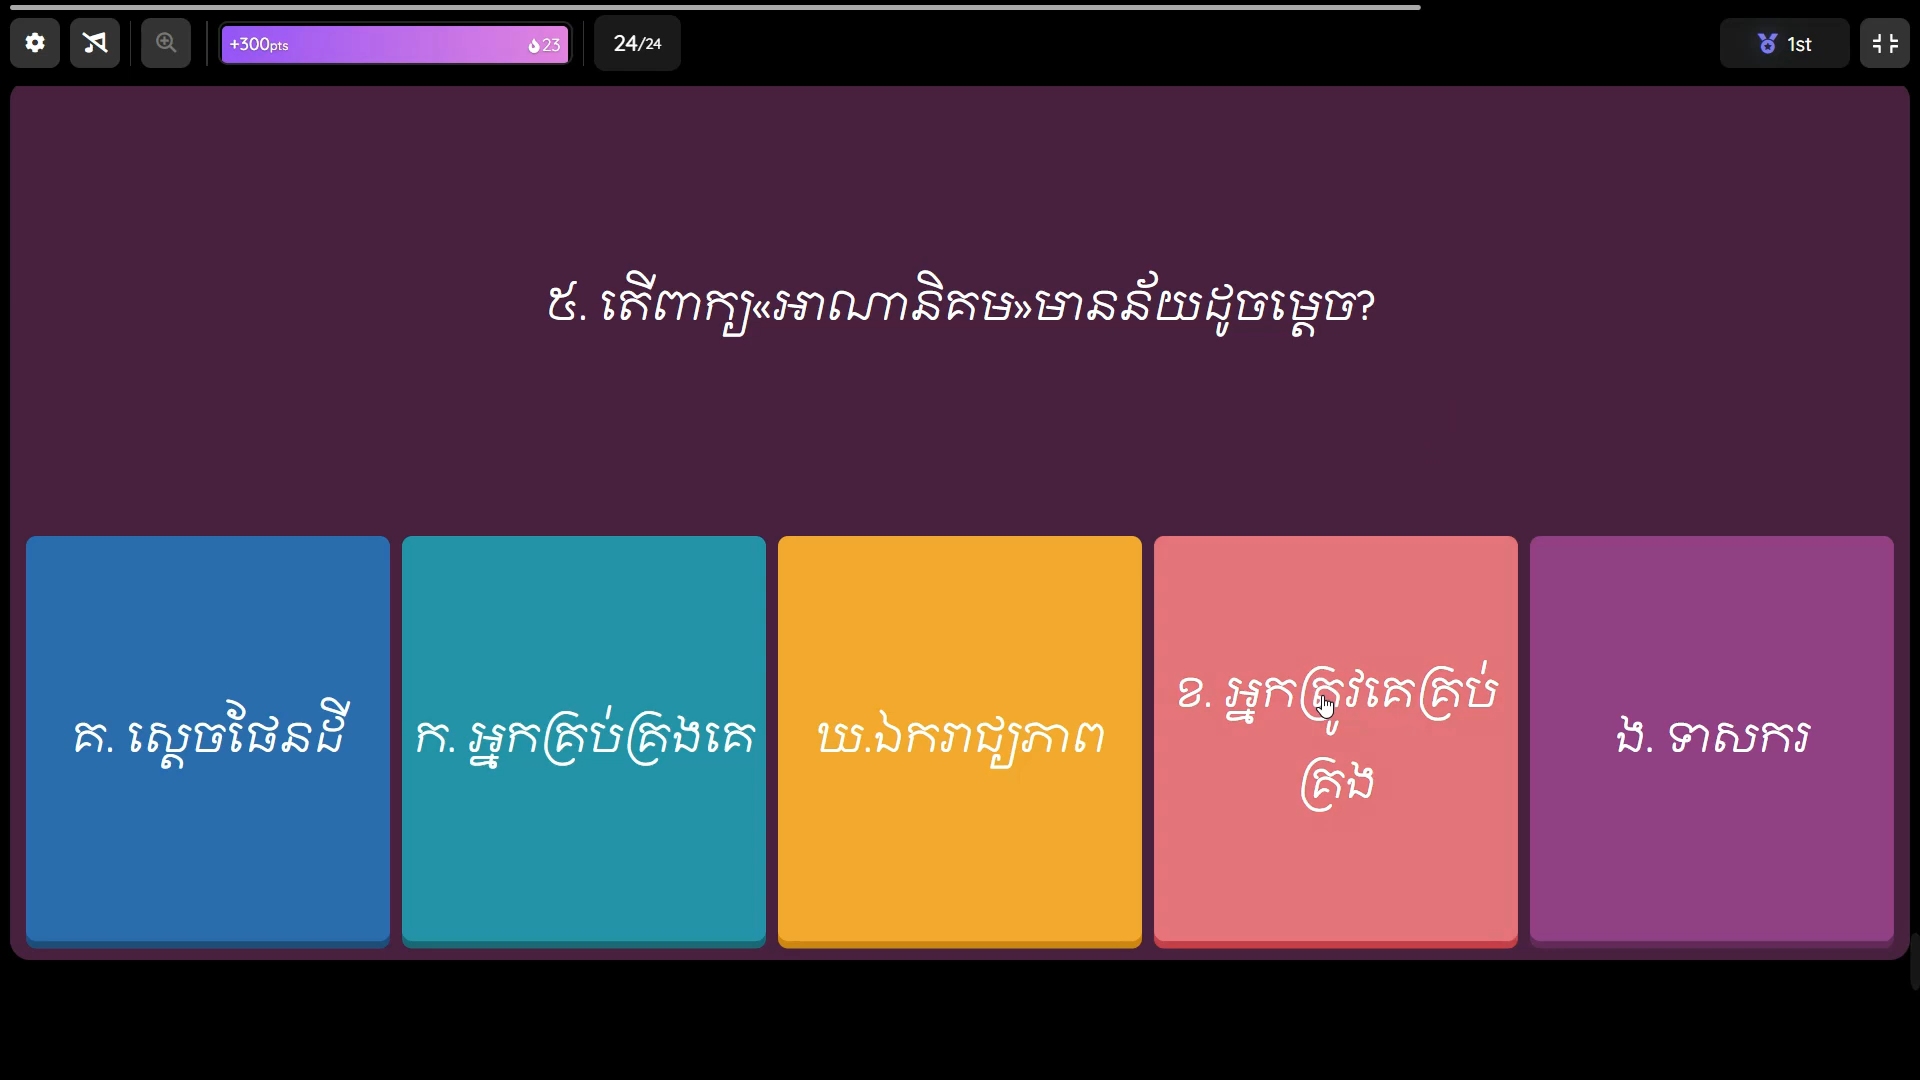 +300pts
23
24/24
1st
៥. តើពាក្យ«អាណានិគម»មានន័យដូចម្ដេច?
គ. ស្ដេចផែនដី
ក. អ្នកគ្រប់គ្រងគេ
ឃ.ឯករាជ្យភាព
ខ. អ្នកត្រូវគេគ្រប់
គ្រង
ង. ទាសករ